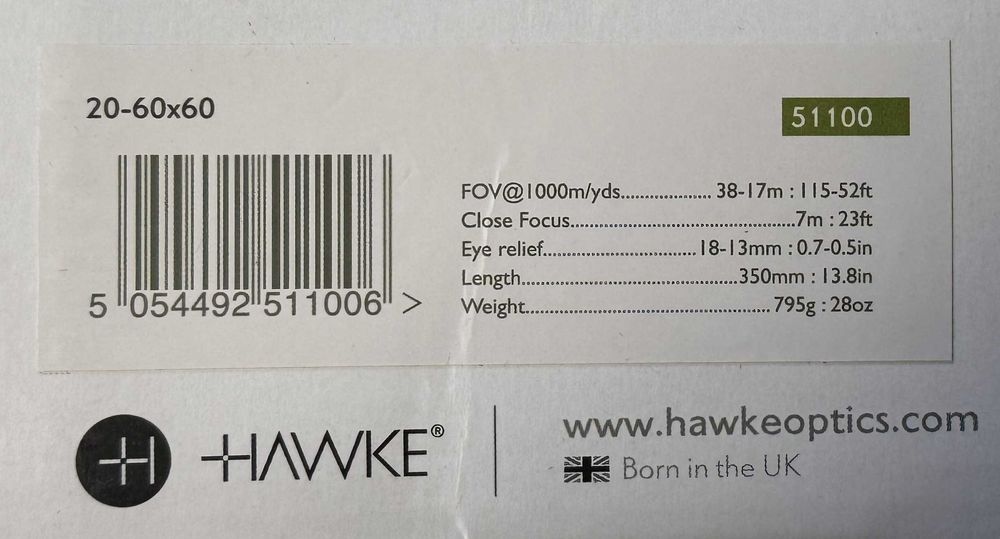 20-60x60
51100
FOV@1000m/yds.................... 38-17m : 115-52ft
Close Focus..................................................7m : 23ft
Eye relief..................................18-13mm : 0.7-0.5in
Length................................................350mm : 13.8in
Weight.....................................................795g : 28oz
5 054492 511006 >
HAWKE®
www.hawkeoptics.com
Born in the UK